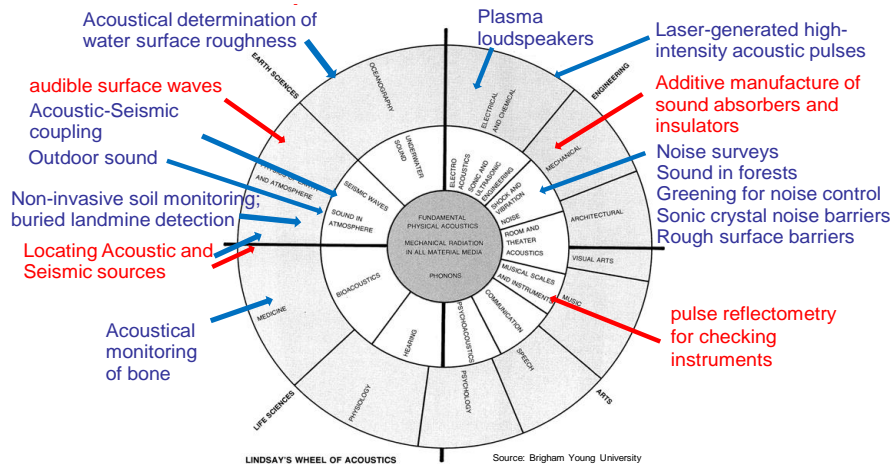 Acoustical determination of
water surface roughness
Plasma
loudspeakers
Laser-generated high-
intensity acoustic pulses
audible surface waves
Acoustic-Seismic
coupling
Outdoor sound
Non-invasive soil monitoring;
buried landmine detection
Locating Acoustic and
Seismic sources
Acoustical
monitoring
of bone
Additive manufacture of
sound absorbers and
insulators
Noise surveys
Sound in forests
Greening for noise control
Sonic crystal noise barriers
Rough surface barriers
pulse reflectometry
for checking
instruments
EARTH SCIENCES
ENGINEERING
LIFE SCIENCES
ARTS
OCEANOGRAPHY
ELECTRICAL
AND CHEMICAL
MECHANICAL
ARCHITECTURAL
VISUAL ARTS
MUSIC
SPEECH
PSYCHOLOGY
PHYSIOLOGY
MEDICINE
AND ATMOSPHERE
UNDERWATER
SOUND
SEISMIC WAVES
SOUND IN
ATMOSPHERE
ELECTRO
ACOUSTICS
SONIC AND
ULTRASONIC
ENGINEERING
SHOCK AND
VIBRATION
NOISE
ROOM AND
THEATER
ACOUSTICS
MUSICAL SCALES
AND INSTRUMENTS
COMMUNICATION
PSYCHOACOUSTICS
HEARING
BIOACOUSTICS
FUNDAMENTAL
PHYSICAL ACOUSTICS
MECHANICAL RADIATION
IN ALL MATERIAL MEDIA
PHONONS
LINDSAY'S WHEEL OF ACOUSTICS
Source: Brigham Young University